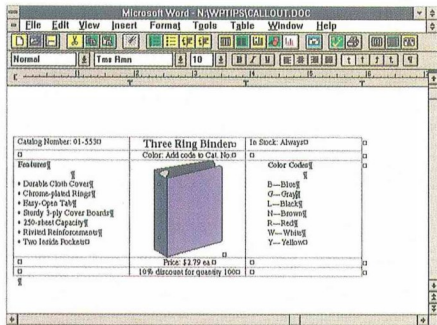 Microsoft Word - N:\WRTIPS\CALLOUT.DOC
File Edit View Insert Format Tools Table Window Help
Normal Tms Rmn 10 B I U
Catalog Number: 01-553¤ Three Ring Binder¤ In Stock: Always¤
Color: Add code to Cat. No.¤
Features¶ Color Codes¶
¶ ¶
• Durable Cloth Cover¶ B—Blue¶
• Chrome-plated Rings¶ G—Gray¶
• Easy-Open Tab¶ L—Black¶
• Sturdy 3-ply Cover Boards¶ N—Brown¶
• 250-sheet Capacity¶ R—Red¶
• Rivited Reinforcement¶ W—White¶
• Two Inside Pockets¤ Y—Yellow¤
Price: $2.79 ea¤
10% discount for quantity 100¤
¶